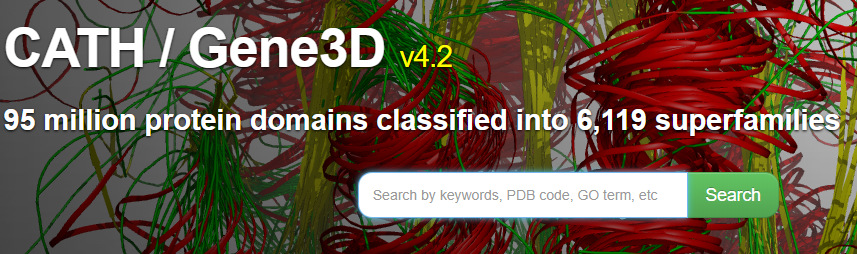 CATH / Gene3D v4.2
95 million protein domains classified into 6,119 superfamilies
Search by keywords, PDB code, GO term, etc Search